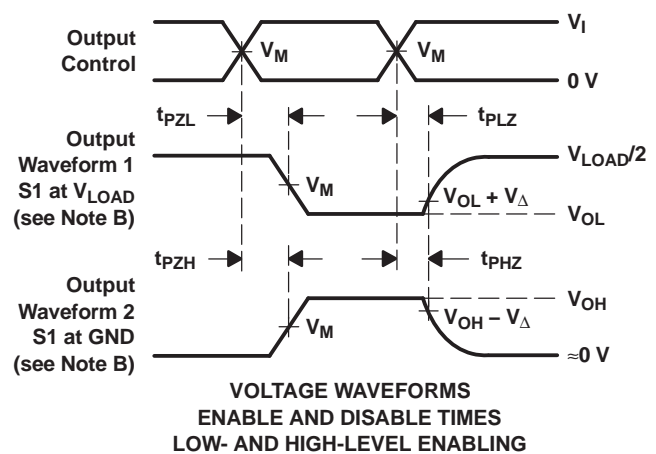 Output
Control
V_M
V_M
V_I
0 V
t_PZL
t_PLZ
Output
Waveform 1
S1 at V_LOAD
(see Note B)
V_M
V_LOAD/2
V_OL + V_Δ
V_OL
t_PZH
t_PHZ
Output
Waveform 2
S1 at GND
(see Note B)
V_M
V_OH
V_OH – V_Δ
≈0 V
VOLTAGE WAVEFORMS
ENABLE AND DISABLE TIMES
LOW- AND HIGH-LEVEL ENABLING